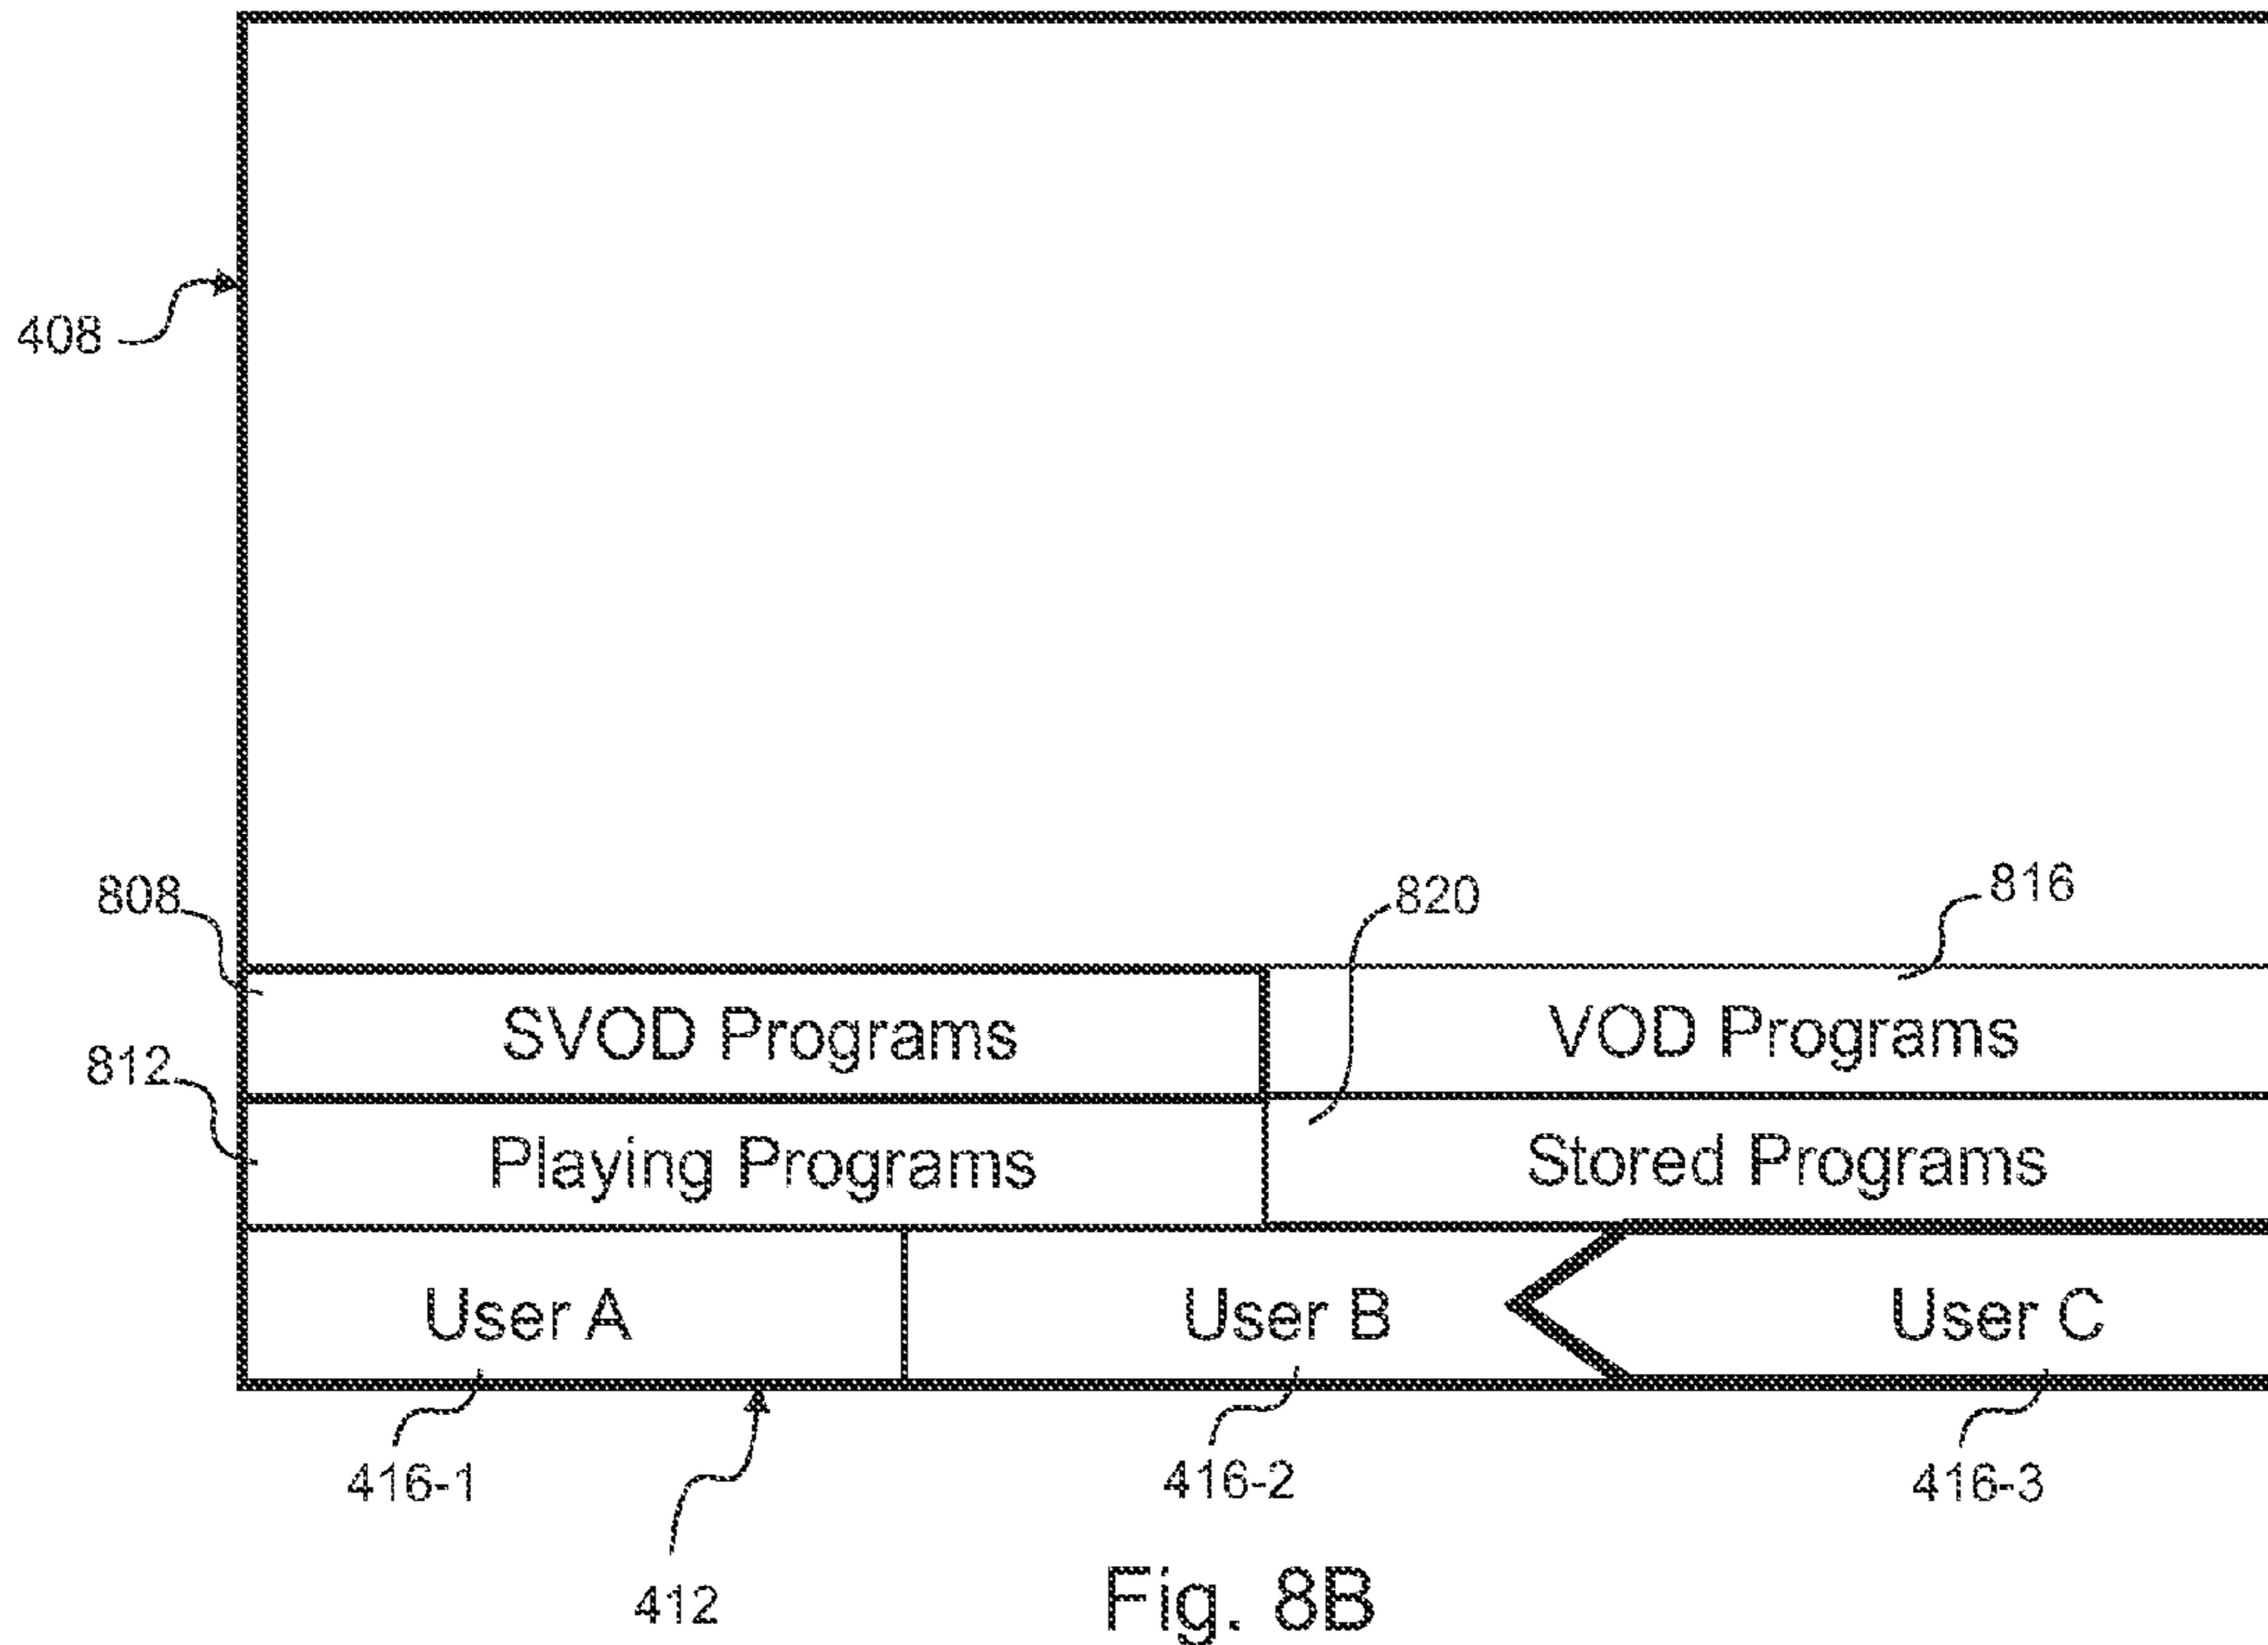 408
808
820
816
SVOD Programs
VOD Programs
812
Playing Programs
Stored Programs
User A
User B
User C
416-1
416-2
416-3
412
Fig. 8B